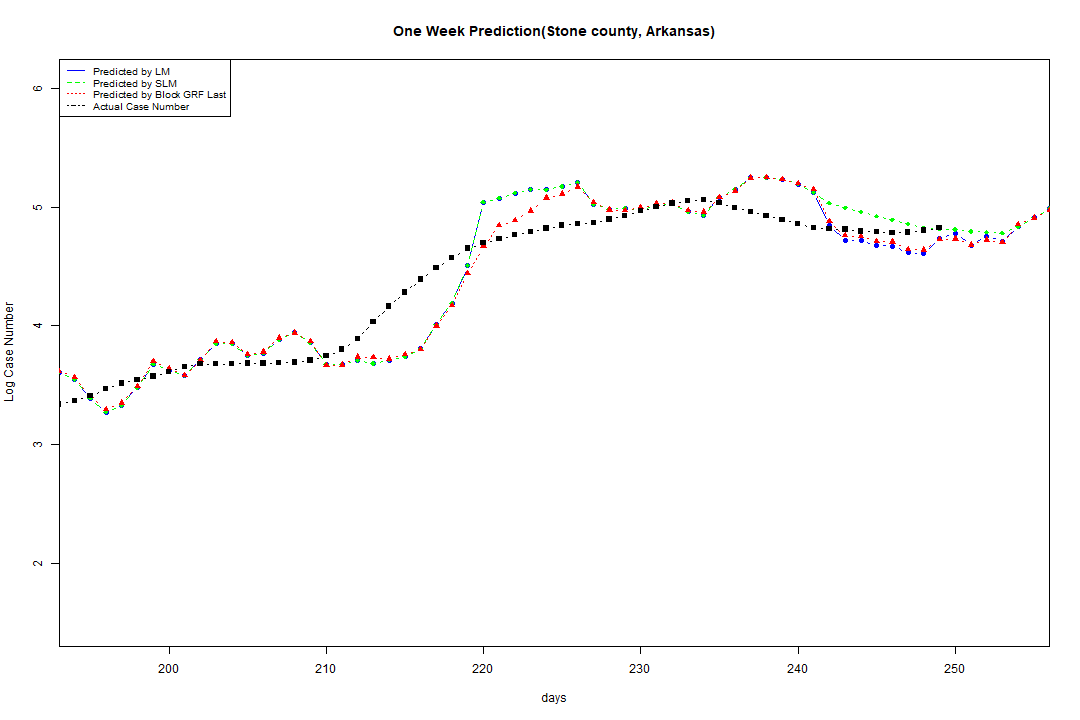 One Week Prediction(Stone county, Arkansas)
Predicted by LM
Predicted by SLM
Predicted by Block GRF Last
Actual Case Number
6
5
4
3
2
Log Case Number
200 210 220 230 240 250
days